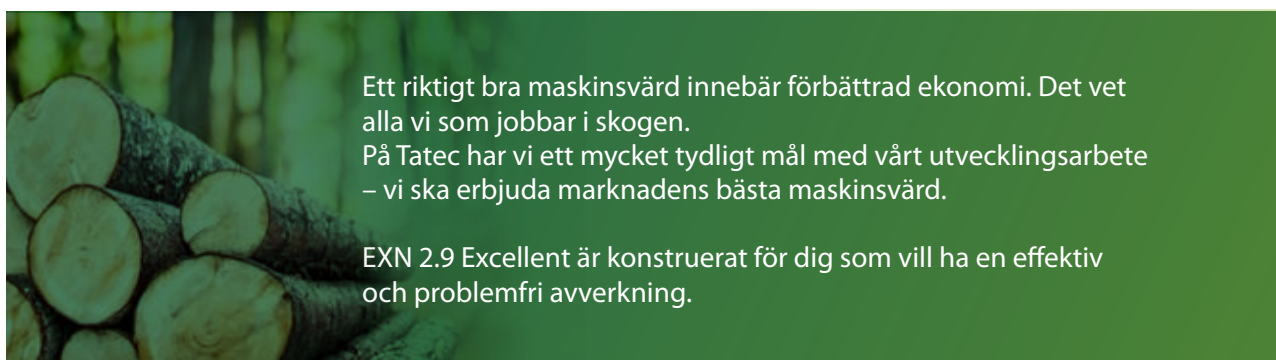 Ett riktigt bra maskinsvärd innebär förbättrad ekonomi. Det vet
alla vi som jobbar i skogen.
På Tatec har vi ett mycket tydligt mål med vårt utvecklingsarbete
– vi ska erbjuda marknadens bästa maskinsvärd.
EXN 2.9 Excellent är konstruerat för dig som vill ha en effektiv
och problemfri avverkning.